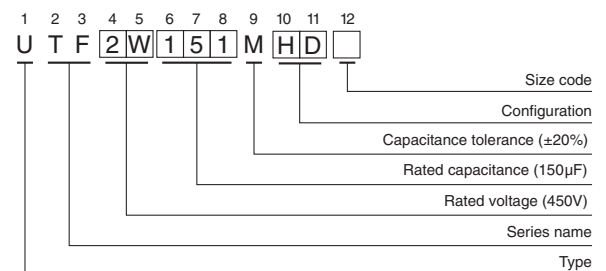 1 2 3 4 5 6 7 8 9 10 11 12
U T F 2 W 1 5 1 M H D
Size code
Configuration
Capacitance tolerance (±20%)
Rated capacitance (150µF)
Rated voltage (450V)
Series name
Type